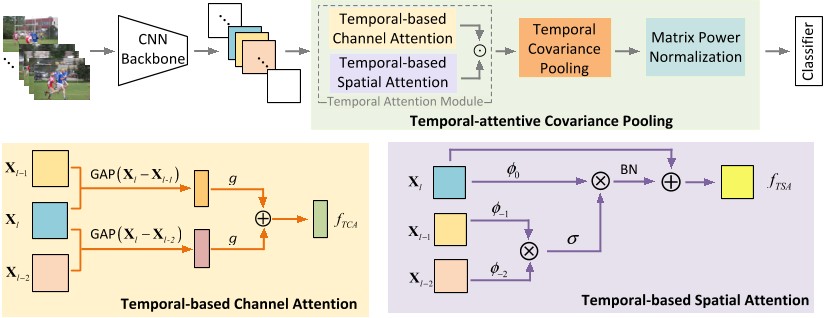 CNN
Backbone
Temporal-based
Channel Attention
Temporal-based
Spatial Attention
Temporal Attention Module
Temporal
Covariance
Pooling
Matrix Power
Normalization
Classifier
Temporal-attentive Covariance Pooling
X_{l-1}
GAP(X_l − X_{l-1})
g
X_l
f_{TCA}
GAP(X_l − X_{l-2})
g
X_{l-2}
Temporal-based Channel Attention
X_l
ϕ_0
BN
f_{TSA}
X_{l-1}
ϕ_{-1}
σ
X_{l-2}
ϕ_{-2}
Temporal-based Spatial Attention